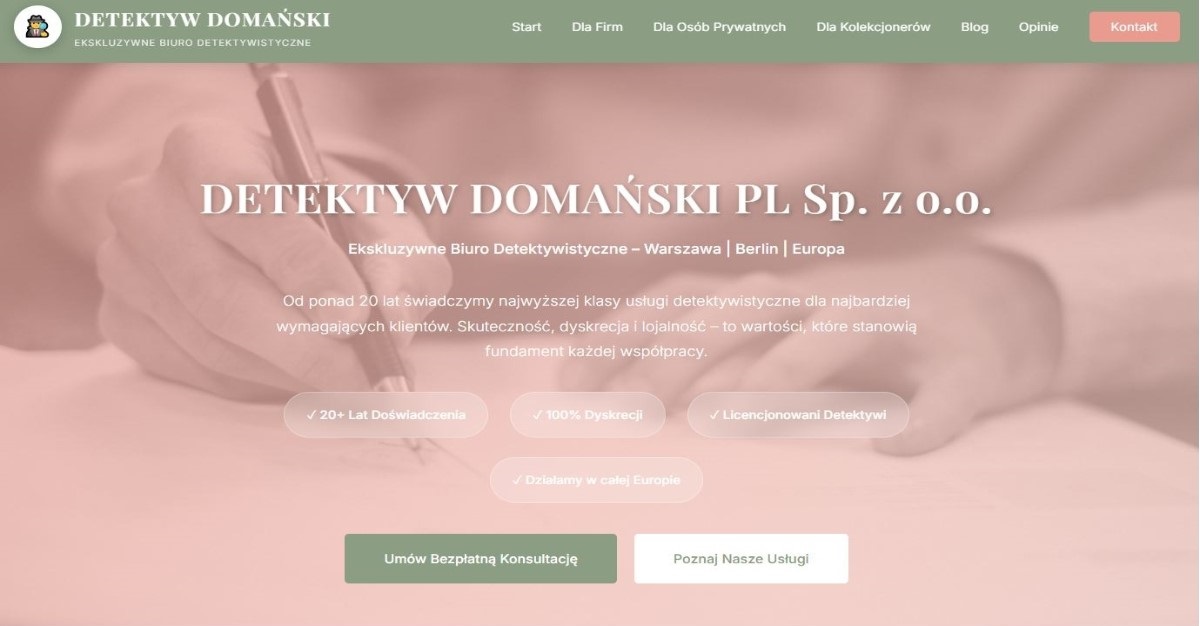 DETEKTYW DOMAŃSKI
EKSKLUZYWNE BIURO DETEKTYWISTYCZNE
Start Dla Firm Dla Osób Prywatnych Dla Kolekcjonerów Blog Opinie Kontakt
DETEKTYW DOMAŃSKI PL Sp. z o.o.
Ekskluzywne Biuro Detektywistyczne – Warszawa | Berlin | Europa
Od ponad 20 lat świadczymy najwyższej klasy usługi detektywistyczne dla najbardziej
wymagających klientów. Skuteczność, dyskrecja i lojalność – to wartości, które stanowią
fundament każdej współpracy.
✓ 20+ Lat Doświadczenia ✓ 100% Dyskrecji ✓ Licencjonowani Detektywi
✓ Działamy w całej Europie
Umów Bezpłatną Konsultację Poznaj Nasze Usługi